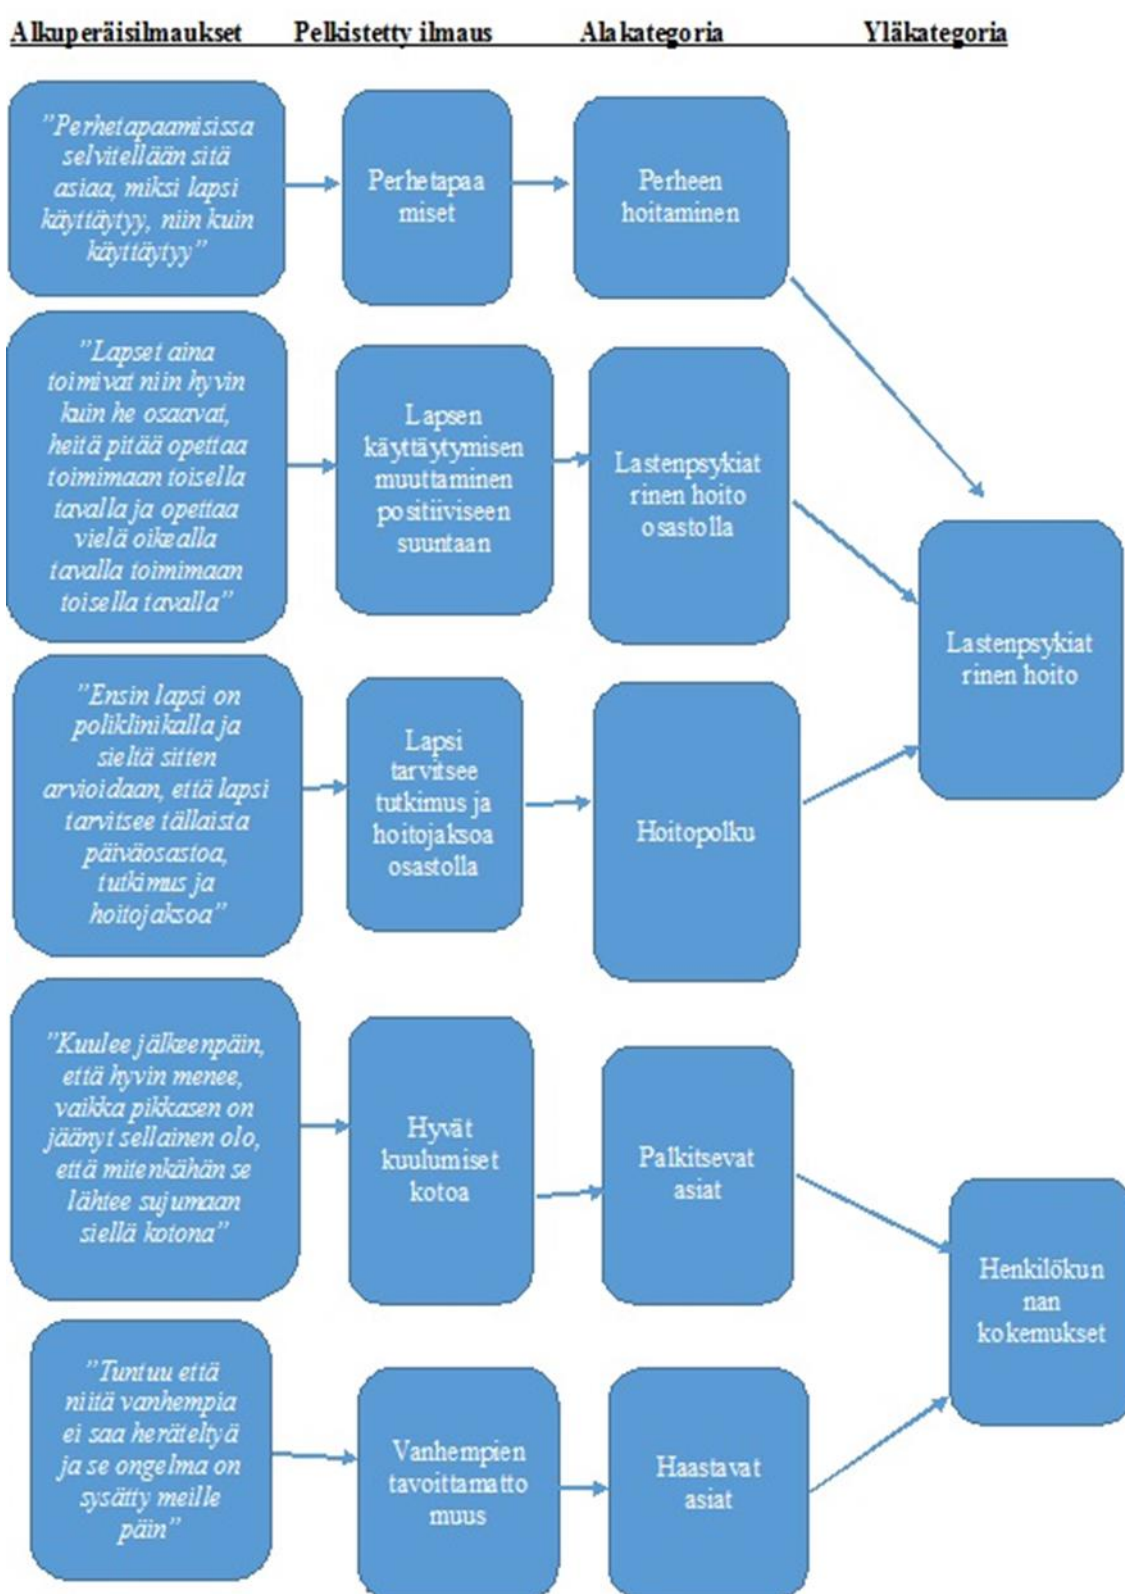 Alkuperäisilmaukset Pelkistetty ilmaus Alakategoria Yläkategoria
”Perhetapaamisissa
selvitellään sitä
asiaa, miksi lapsi
käyttäytyy, niin kuin
käyttäytyy”
Perhetapaa
miset
Perheen
hoitaminen
”Lapset aina
toimivat niin hyvin
kuin he osaavat,
heitä pitää opettaa
toimimaan toisella
tavalla ja opettaa
vielä oikealla
tavalla toimimaan
toisella tavalla”
Lapsen
käyttäytymisen
muuttaminen
positiiviseen
suuntaan
Lastenpsykiat
rinen hoito
osastolla
Lastenpsykiat
rinen hoito
”Ensin lapsi on
poliklinikalla ja
sieltä sitten
arvioidaan, että lapsi
tarvitsee tällaista
päiväosastoa,
tutkimus ja
hoitojaksoa”
Lapsi
tarvitsee
tutkimus ja
hoitojaksoa
osastolla
Hoitopolku
”Kuulee jälkeenpäin,
että hyvin menee,
vaikka pikkasen on
jäänyt sellainen olo,
että mitenkähän se
lähtee sujumaan
siellä kotona”
Hyvät
kuulumiset
kotoa
Palkitsevat
asiat
Henkilökun
nan
kokemukset
”Tuntuu että
niitä vanhempia
ei saa heräteltyä
ja se ongelma on
sysätty meille
päin”
Vanhempien
tavoittamatto
muus
Haastavat
asiat